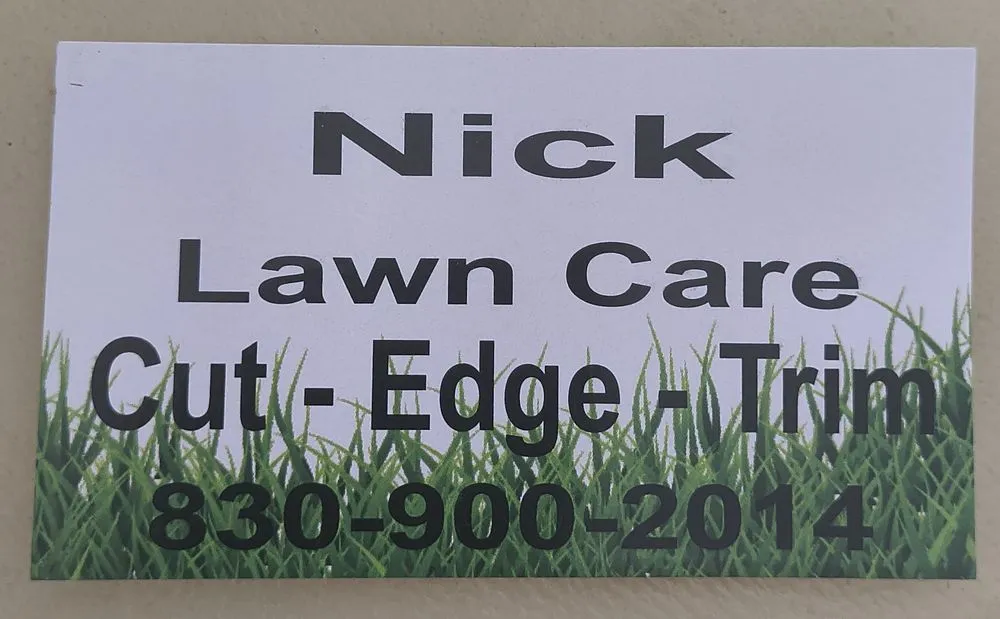 Nick
Lawn Care
Cut - Edge - Trim
830-900-2014